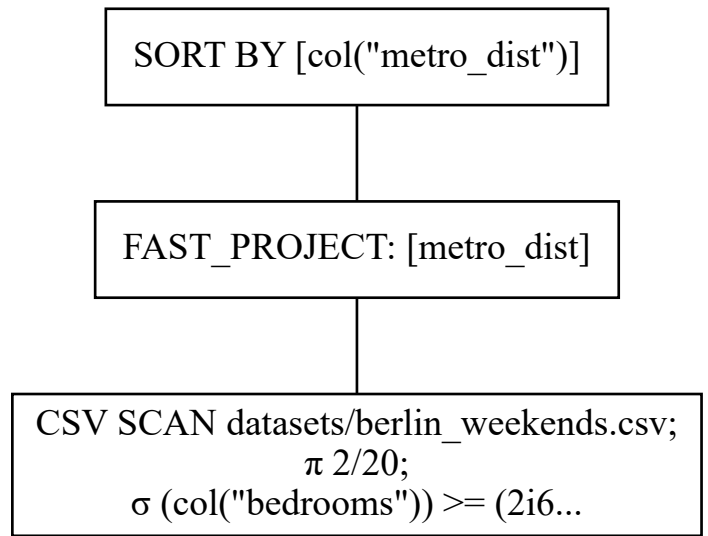 SORT BY [col("metro_dist")]
FAST_PROJECT: [metro_dist]
CSV SCAN datasets/berlin_weekends.csv;
π 2/20;
σ (col("bedrooms")) >= (2i6...